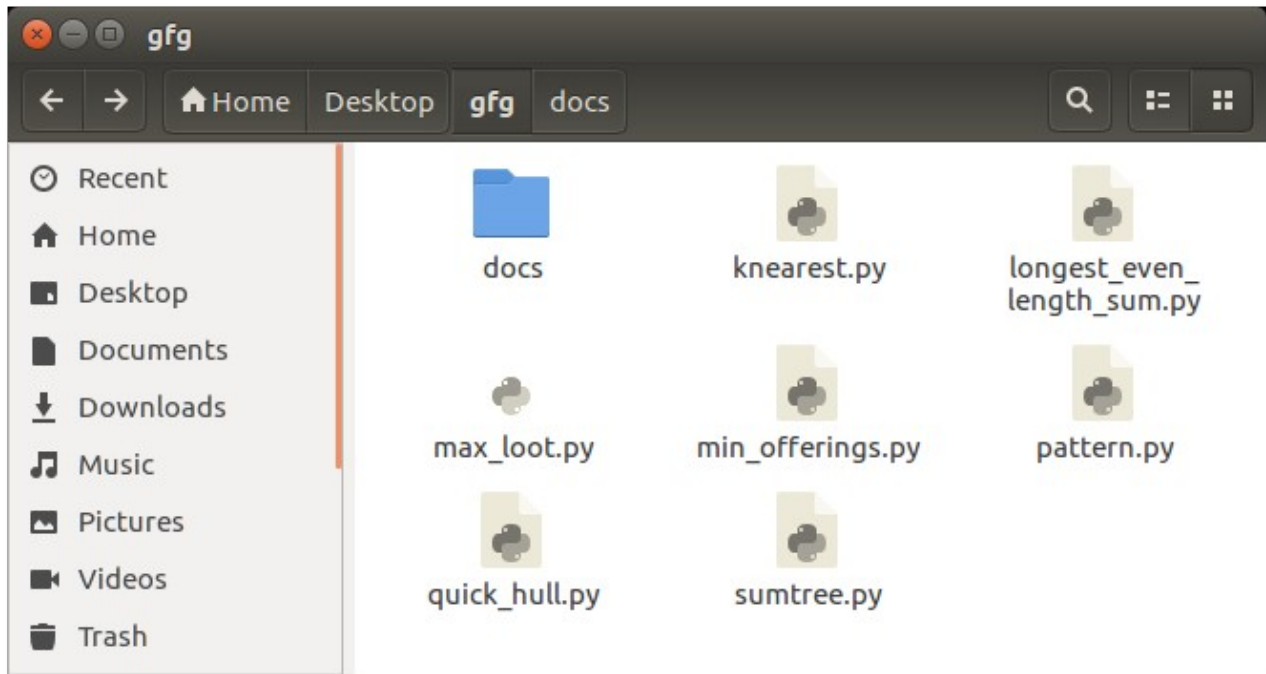 gfg
Home Desktop gfg docs
Recent
Home
Desktop
Documents
Downloads
Music
Pictures
Videos
Trash
docs
knearest.py
longest_even_
length_sum.py
max_loot.py
min_offerings.py
pattern.py
quick_hull.py
sumtree.py